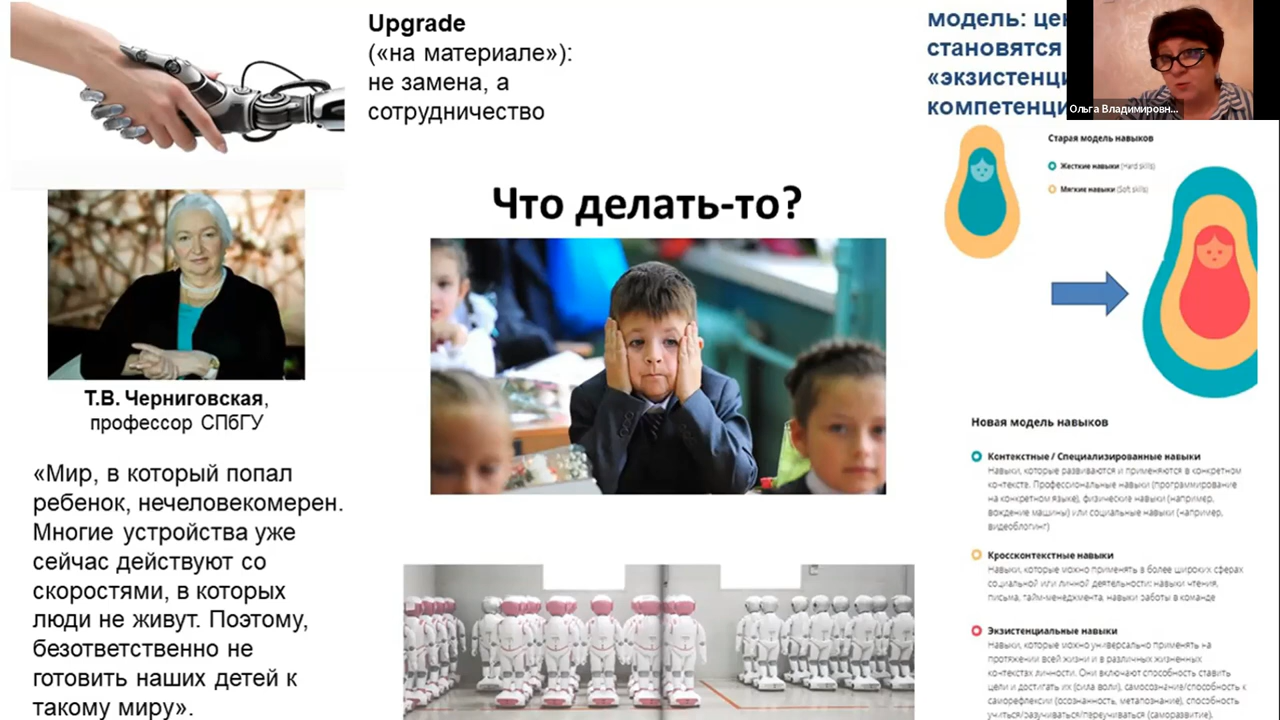 Upgrade
(«на материале»):
не замена, а
сотрудничество
Что делать-то?
Т.В. Черниговская,
профессор СПбГУ
«Мир, в который попал
ребенок, нечеловекомерен.
Многие устройства уже
сейчас действуют со
скоростями, в которых
люди не живут. Поэтому,
безответственно не
готовить наших детей к
такому миру».
модель:
становятся
Ольга Владимировн...
Старая модель навыков
Жесткие навыки (Hard skills)
Мягкие навыки (Soft skills)
Новая модель навыков
Контекстные / Специализированные навыки
Навыки, которые развиваются и применяются в конкретном
контексте. Профессиональные навыки (программирование
на конкретном языке), физические навыки (например,
вождение машины) или социальные навыки (например,
видеоблогинг)
Кроссконтекстные навыки
Навыки, которые можно применять в более широких сферах
социальной или личной деятельности: навыки чтения,
письма, тайм-менеджмента, навыки работы в команде
Экзистенциальные навыки
Навыки, которые можно универсально применять на
протяжении всей жизни и в различных жизненных
контекстах личности. Они включают способность ставить
цели и достигать их (сила воли), самосознание/способность к
саморефлексии (осознанность, метапознание), способность
учиться/разучиваться/переучиваться (саморазвитие).